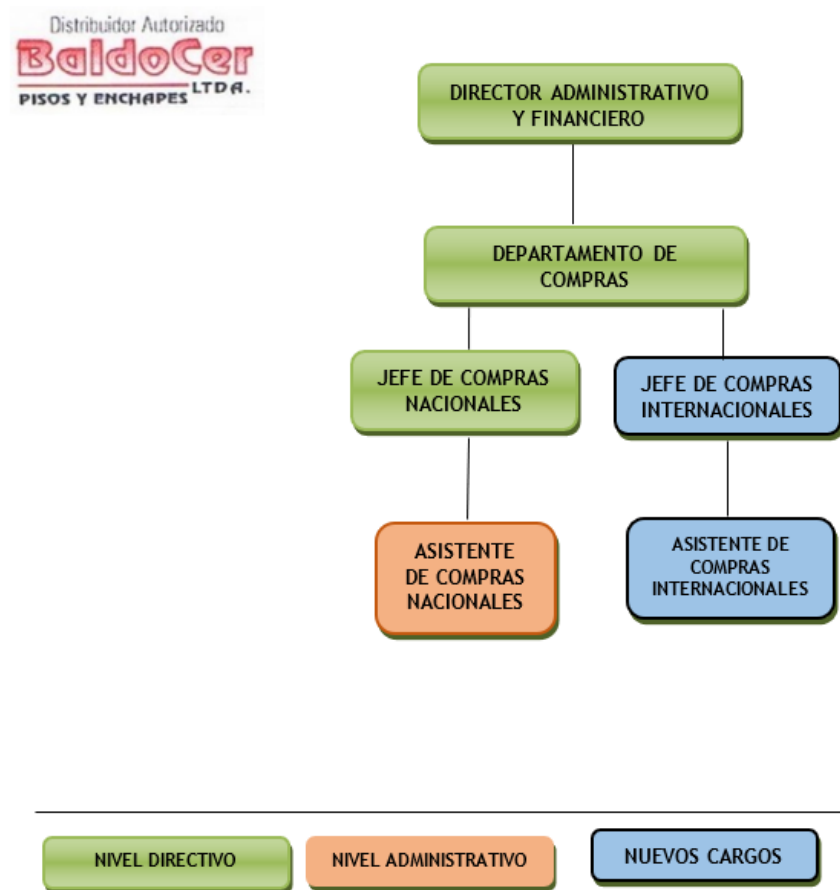 Distribuidor Autorizado
BaldoCer
LTDA.
PISOS Y ENCHAPES
DIRECTOR ADMINISTRATIVO
Y FINANCIERO
DEPARTAMENTO DE
COMPRAS
JEFE DE COMPRAS
NACIONALES
JEFE DE COMPRAS
INTERNACIONALES
ASISTENTE
DE COMPRAS
NACIONALES
ASISTENTE DE
COMPRAS
INTERNACIONALES
NIVEL DIRECTIVO
NIVEL ADMINISTRATIVO
NUEVOS CARGOS